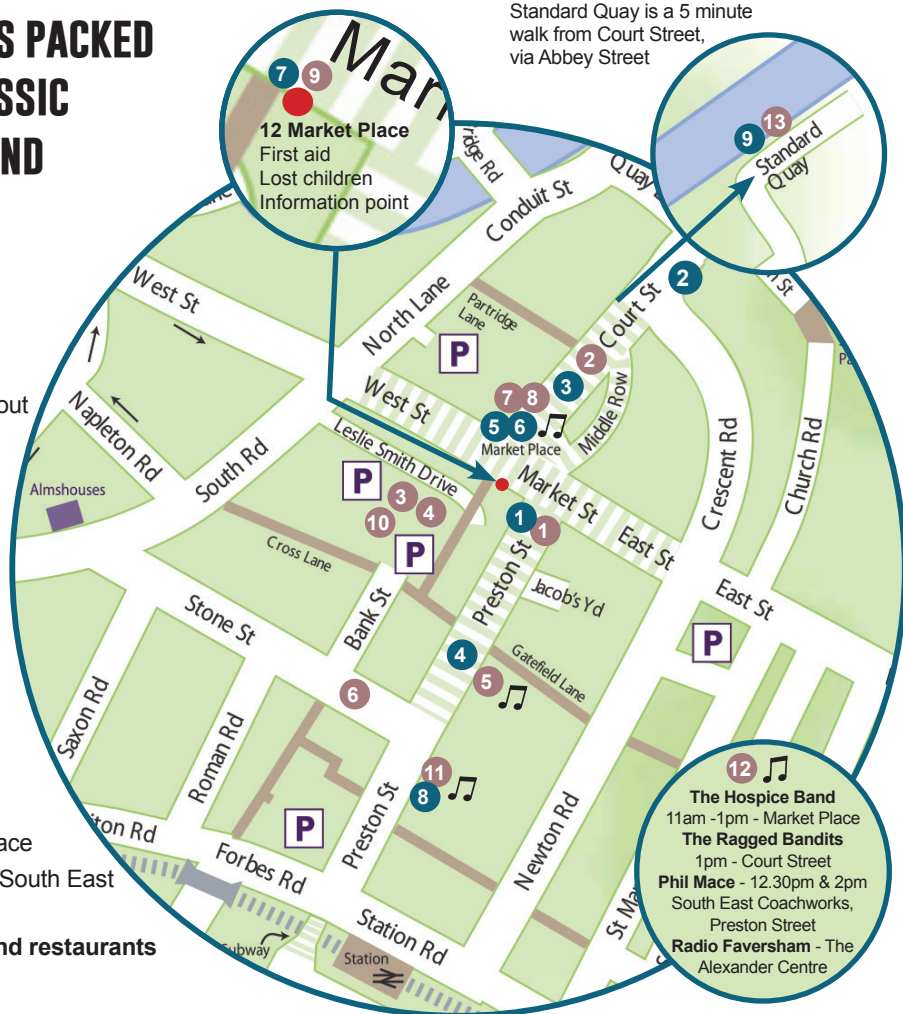 S PACKED
SSIC
ND
Standard Quay is a 5 minute
walk from Court Street,
via Abbey Street
Mar
7 9
12 Market Place
First aid
Lost children
Information point
13
9
Standard
Quay
ridge Rd
Quay
Conduit St
2
Court St
West St
North Lane
Partridge
Lane
P
2
3
Middle Row
7 8
5 6
Market Place
West St
out
Napleton Rd
South Rd
Leslie Smith Drive
P
3
4
10
P
Market St
1
1
East St
Crescent Rd
Church Rd
Almshouses
Cross Lane
Preston St
Jacob's Yd
East St
P
Stone St
Bank St
4
Gatefield Lane
5
6
Saxon Rd
Roman Rd
11
8
Preston St
P
Newton Rd
iton Rd
Forbes Rd
Station Rd
ace
South East
nd restaurants
Station
St Ma
12
The Hospice Band
11am -1pm - Market Place
The Ragged Bandits
1pm - Court Street
Phil Mace - 12.30pm & 2pm
South East Coachworks,
Preston Street
Radio Faversham - The
Alexander Centre